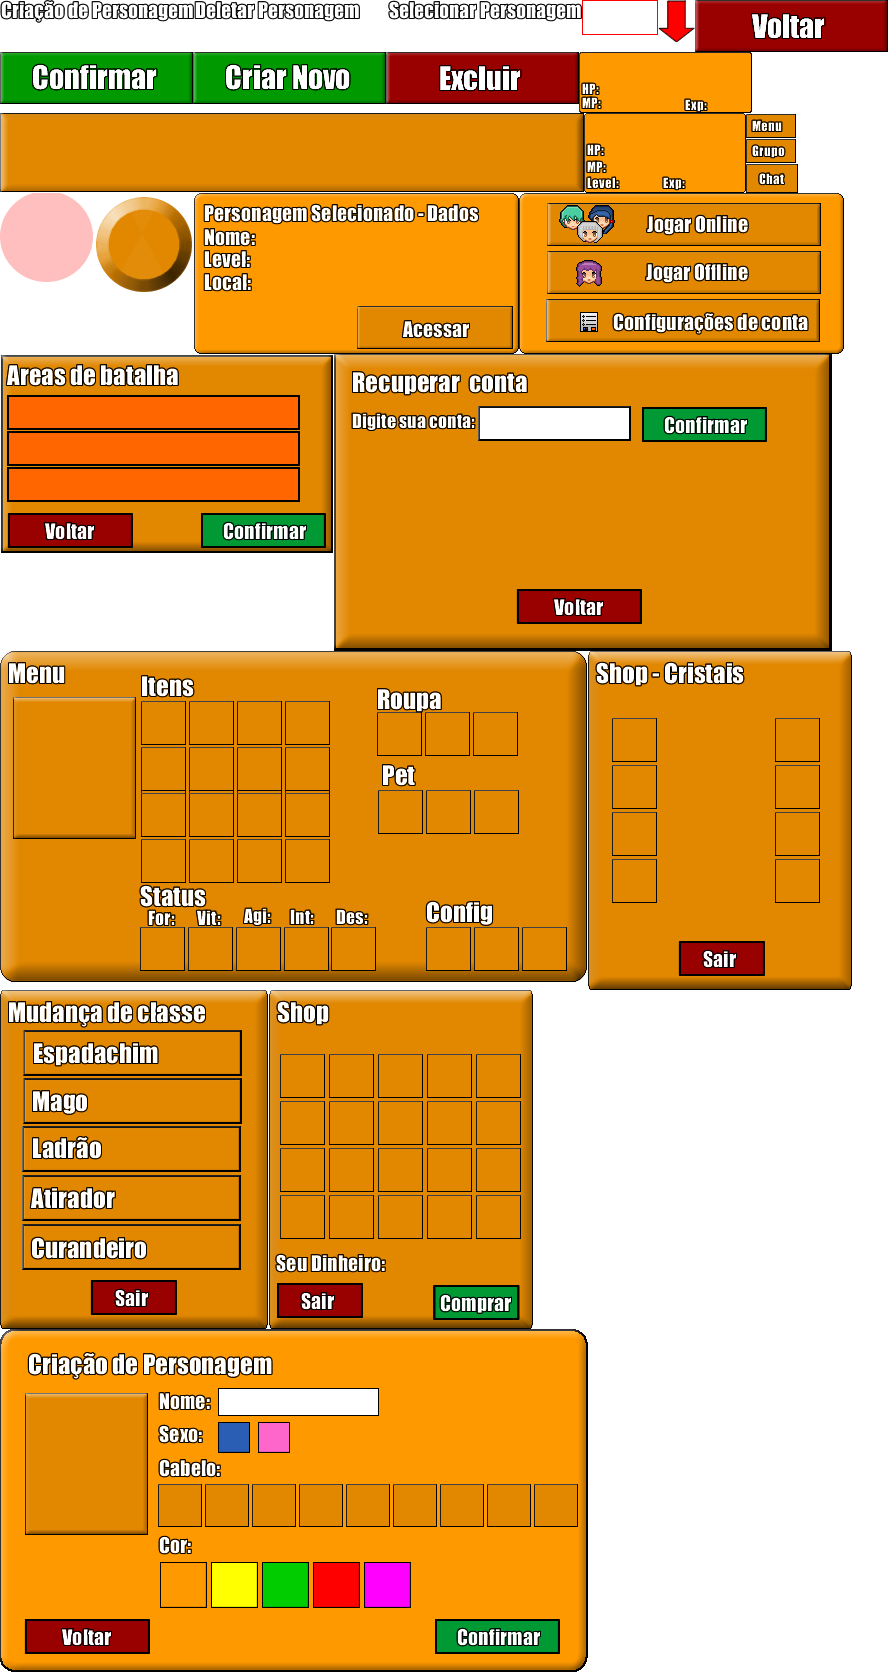 Criação de Personagem
Deletar Personagem
Selecionar Personagem
Voltar
Confirmar
Criar Novo
Excluir
HP:
MP:
Exp:
HP:
MP:
Level:
Exp:
Menu
Grupo
Chat
Personagem Selecionado - Dados
Nome:
Level:
Local:
Acessar
Jogar Online
Jogar Offline
Configurações de conta
Areas de batalha
Voltar
Confirmar
Recuperar conta
Digite sua conta:
Confirmar
Voltar
Menu
Itens
Roupa
Pet
Status
For:
Vit:
Agi:
Int:
Des:
Config
Shop - Cristais
Sair
Mudança de classe
Espadachim
Mago
Ladrão
Atirador
Curandeiro
Sair
Shop
Seu Dinheiro:
Sair
Comprar
Criação de Personagem
Nome:
Sexo:
Cabelo:
Cor:
Voltar
Confirmar